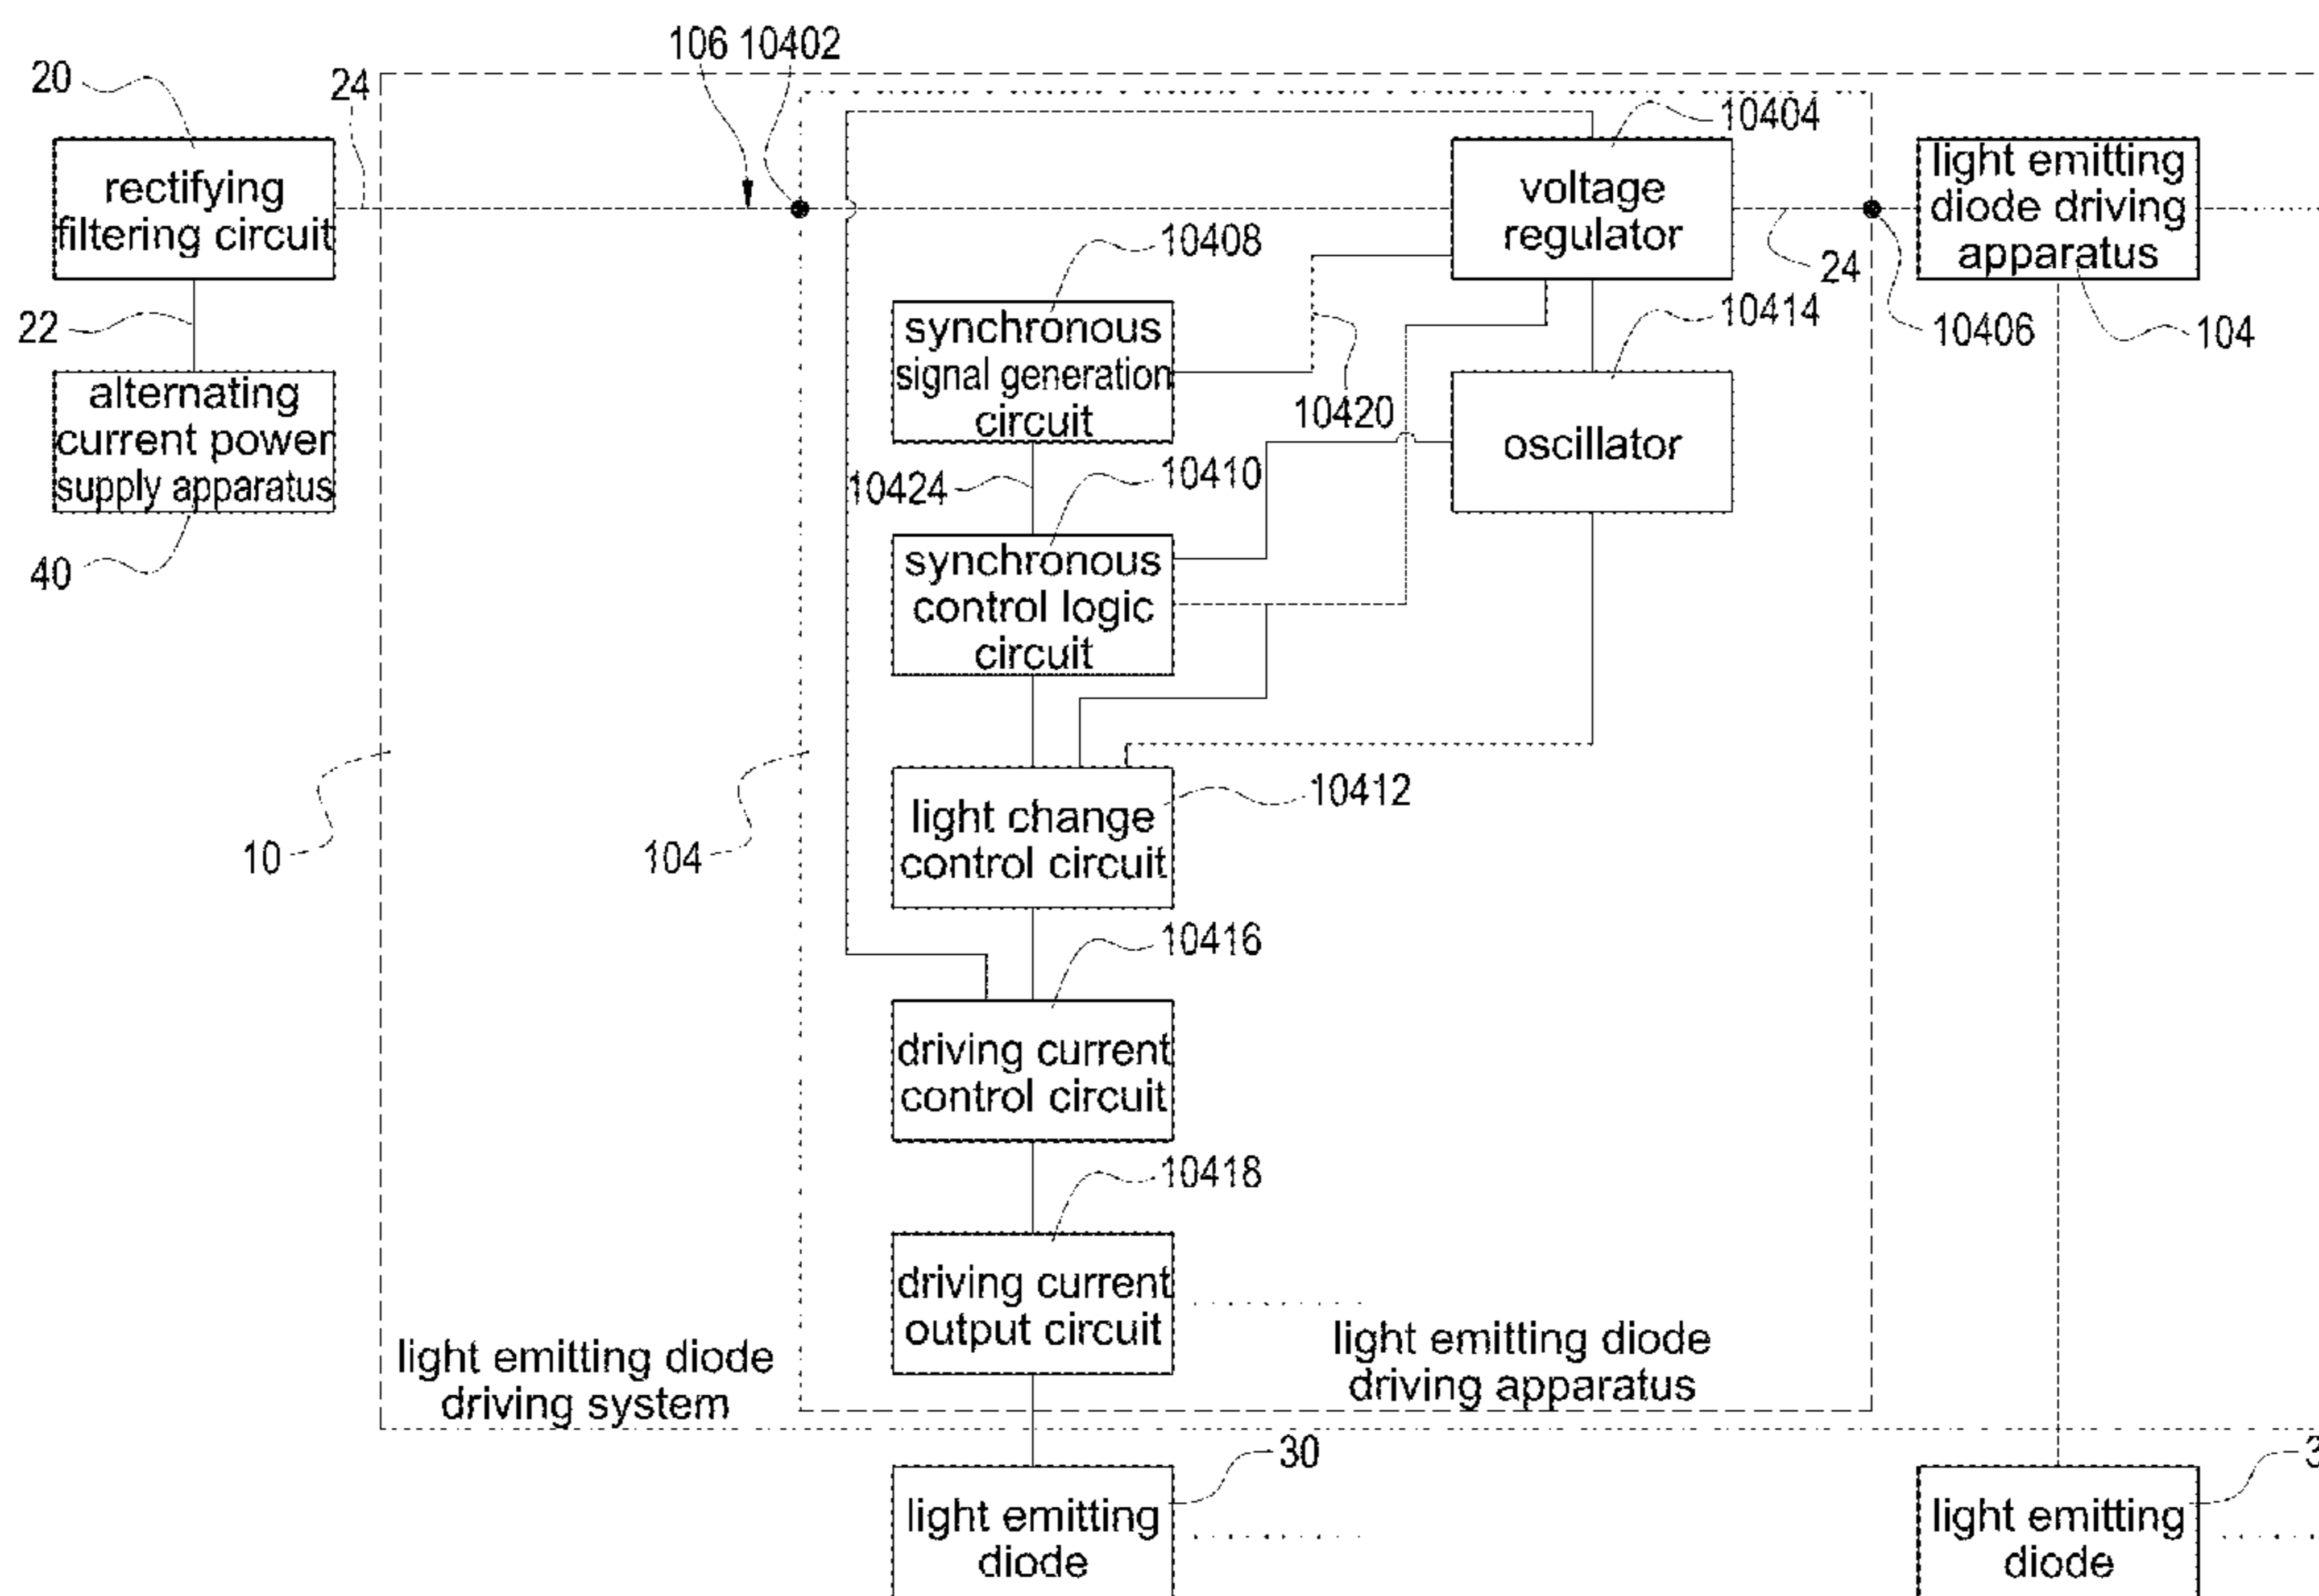 106 10402
20
24
10404
rectifying
filtering circuit
voltage
regulator
light emitting
diode driving
apparatus
10408
24
22
synchronous
signal generation
circuit
10414
10406
104
alternating
current power
supply apparatus
10420
oscillator
10424
10410
40
synchronous
control logic
circuit
10412
10
104
light change
control circuit
10416
driving current
control circuit
10418
driving current
output circuit
light emitting diode
driving system
light emitting diode
driving apparatus
30
light emitting
diode
light emitting
diode